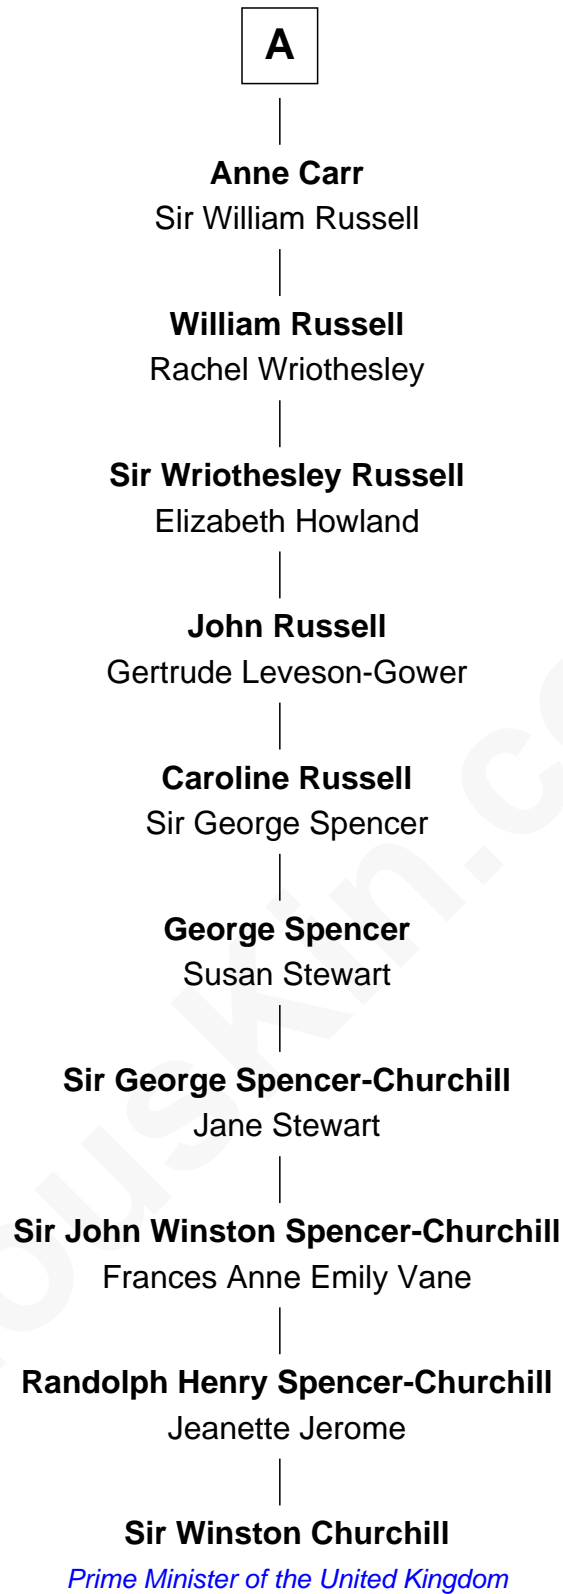 A
Anne Carr
Sir William Russell
William Russell
Rachel Wriothesley
Sir Wriothesley Russell
Elizabeth Howland
John Russell
Gertrude Leveson-Gower
Caroline Russell
Sir George Spencer
George Spencer
Susan Stewart
Sir George Spencer-Churchill
Jane Stewart
Sir John Winston Spencer-Churchill
Frances Anne Emily Vane
Randolph Henry Spencer-Churchill
Jeanette Jerome
Sir Winston Churchill
Prime Minister of the United Kingdom